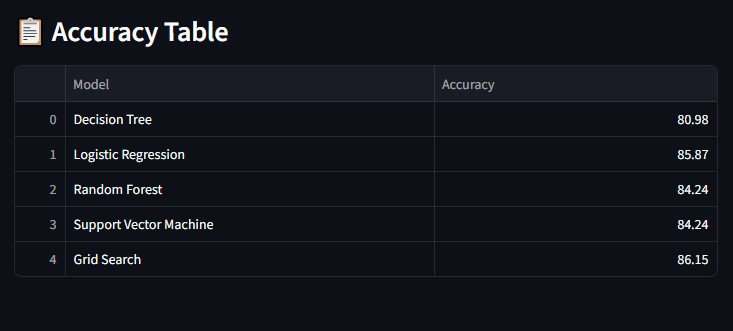 📋 Accuracy Table
Model Accuracy
0 Decision Tree 80.98
1 Logistic Regression 85.87
2 Random Forest 84.24
3 Support Vector Machine 84.24
4 Grid Search 86.15